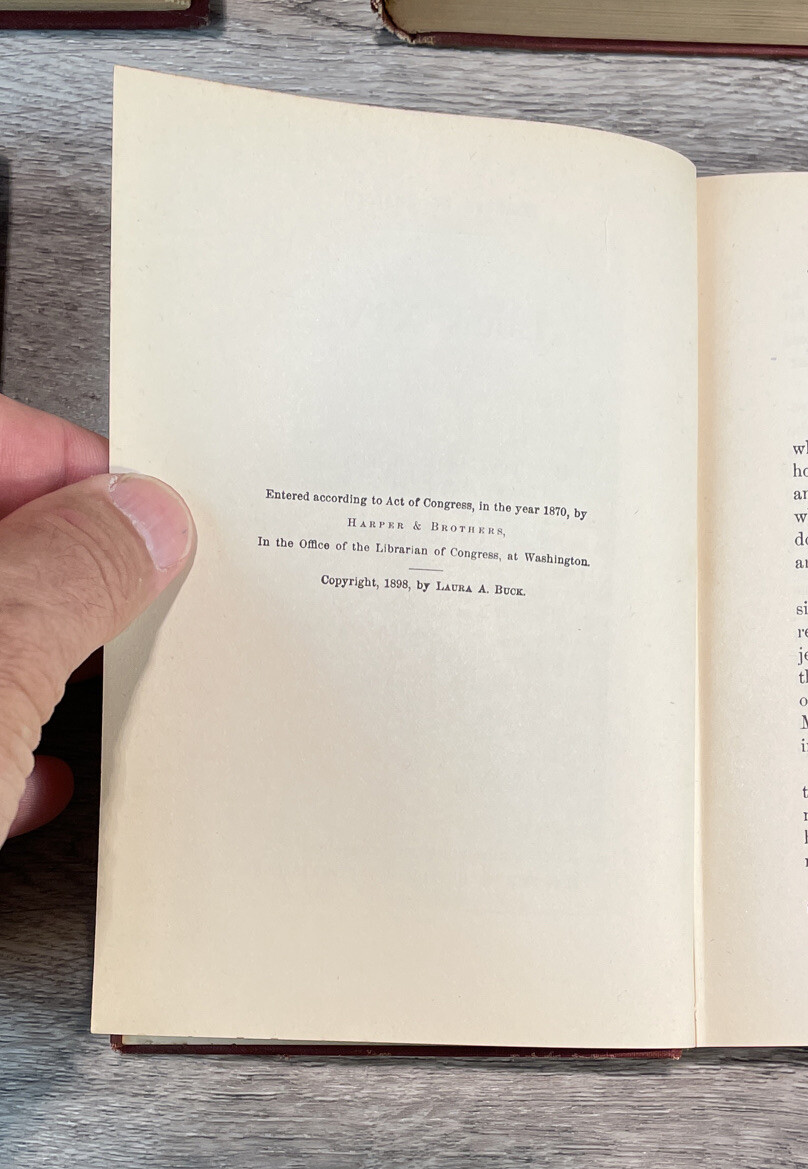 Entered according to Act of Congress, in the year 1870, by
HARPER & BROTHERS,
In the Office of the Librarian of Congress, at Washington.
Copyright, 1898, by LAURA A. BUCK.